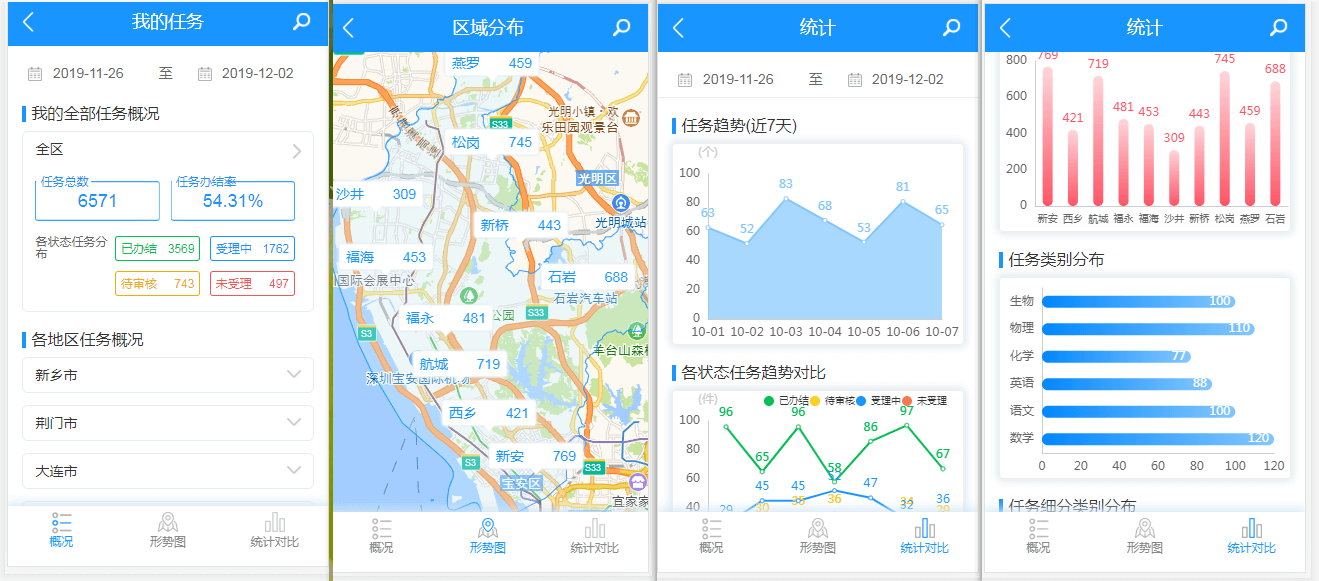 我的任务
2019-11-26 至 2019-12-02
我的全部任务概况
全区
任务总数 任务办结率
6571 54.31%
各状态任务分布
已办结 3569 受理中 1762
待审核 743 未受理 497
各地区任务概况
新乡市
荆门市
大连市
概况 形势图 统计对比
区域分布
燕罗 459
光明小镇·欢
乐田园观景台
S33
松岗 745
光明区
沙井 309
光明城站
新桥 443
福海 453
国际会展中心
石岩 688
石岩汽车站
公园
S33
福永 481
S3
羊台山森林
航城 719
深圳宝安国际机场
西乡 421
新安 769
S3
S33
宝安区
宜家家
概况 形势图 统计对比
统计
2019-11-26 至 2019-12-02
任务趋势(近7天)
(个)
100
80
60
40
20
0
63 52 83 68 53 81 65
10-01 10-02 10-03 10-04 10-05 10-06 10-07
各状态任务趋势对比
(件)
已办结 待审核 受理中 未受理
100
80
60
40
96 65 96 58 86 97 67
29 45 45 47 32 36
30 35 36 34 29
概况 形势图 统计对比
统计
800
600
400
200
0
769 421 719 481 453 309 443 745 459 688
新安 西乡 航城 福永 福海 沙井 新桥 松岗 燕罗 石岩
任务类别分布
生物 100
物理 110
化学 77
英语 88
语文 100
数学 120
0 20 40 60 80 100 120
任务细分类别分布
概况 形势图 统计对比